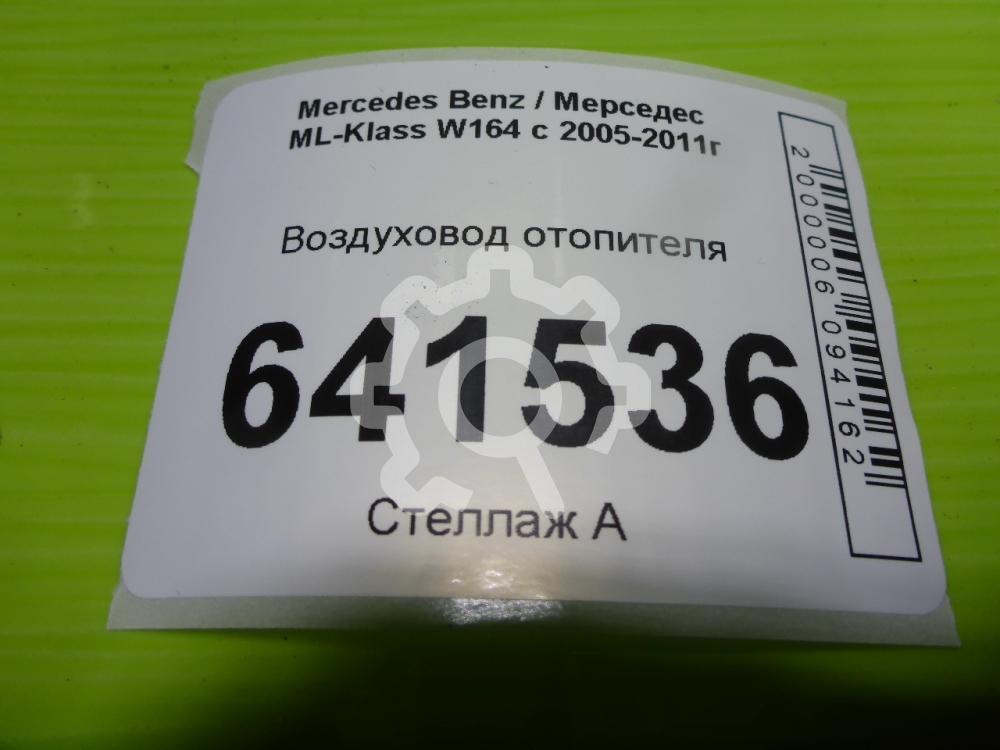 Mercedes Benz / Мерседес
ML-Klass W164 с 2005-2011г
Воздуховод отопителя
641536
Стеллаж А
2000006094162